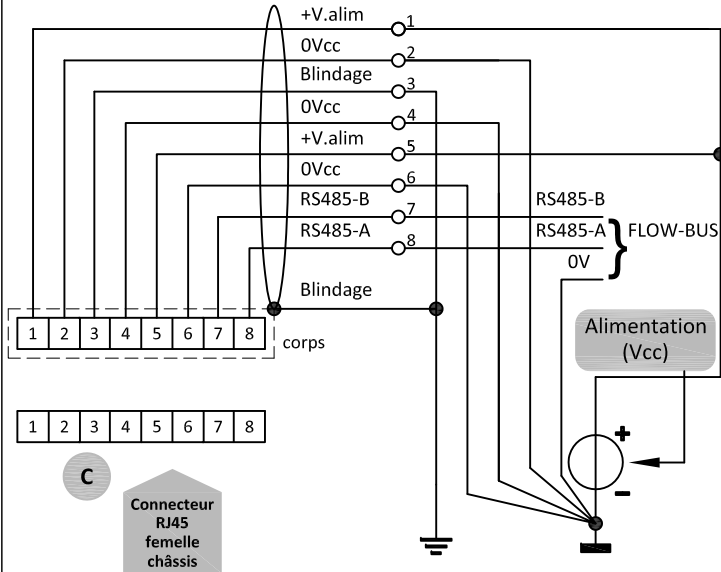 +V.alim 1
0Vcc 2
Blindage 3
0Vcc 4
+V.alim 5
0Vcc 6
RS485-B 7 RS485-B
RS485-A 8 RS485-A } FLOW-BUS
0V
Blindage
1 2 3 4 5 6 7 8 corps
Alimentation
(Vcc)
1 2 3 4 5 6 7 8
+
−
C
Connecteur
RJ45
femelle
châssis